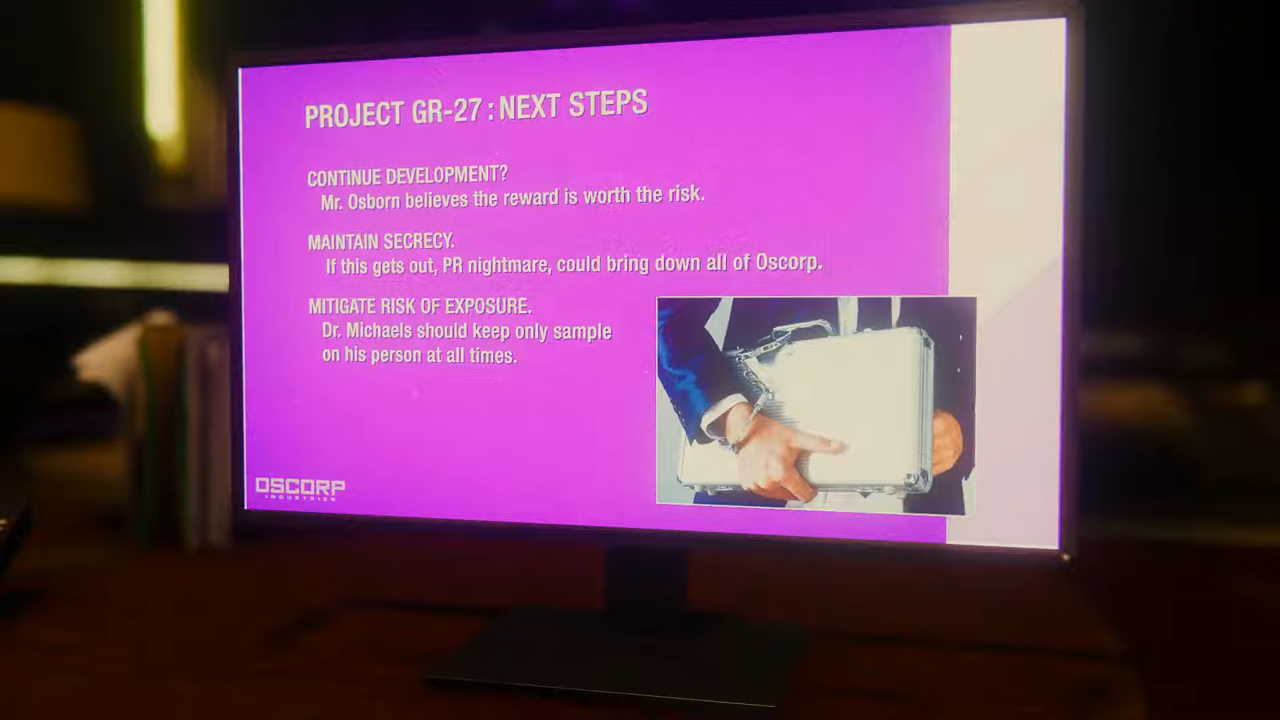 PROJECT GR-27 : NEXT STEPS
CONTINUE DEVELOPMENT?
Mr. Osborn believes the reward is worth the risk.
MAINTAIN SECRECY.
If this gets out, PR nightmare, could bring down all of Oscorp.
MITIGATE RISK OF EXPOSURE.
Dr. Michaels should keep only sample
on his person at all times.
OSCORP
INDUSTRIES